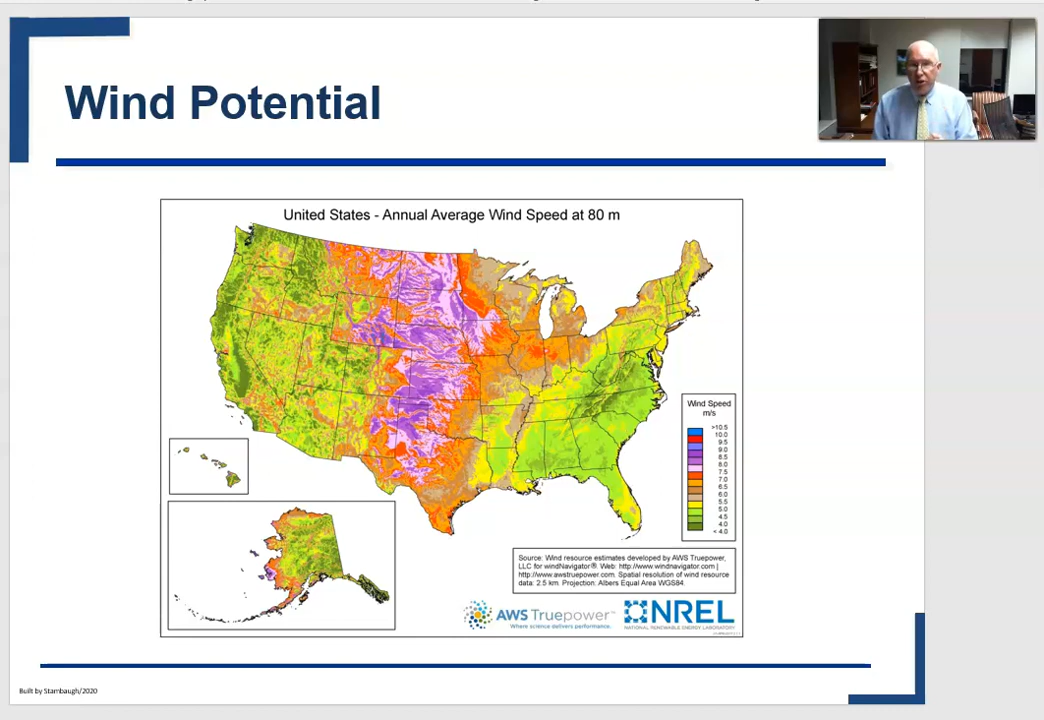 Wind Potential
United States - Annual Average Wind Speed at 80 m
Wind Speed
m/s
>10.5
10.0
9.5
9.0
8.5
8.0
7.5
7.0
6.5
6.0
5.5
5.0
4.5
4.0
< 4.0
Source: Wind resource estimates developed by AWS Truepower,
LLC for windNavigator®. Web: http://www.windnavigator.com |
http://www.awstruepower.com. Spatial resolution of wind resource
data: 2.5 km. Projection: Albers Equal Area WGS84.
AWS Truepower™
Where science delivers performance.
NREL
NATIONAL RENEWABLE ENERGY LABORATORY
Built by Stambaugh/2020